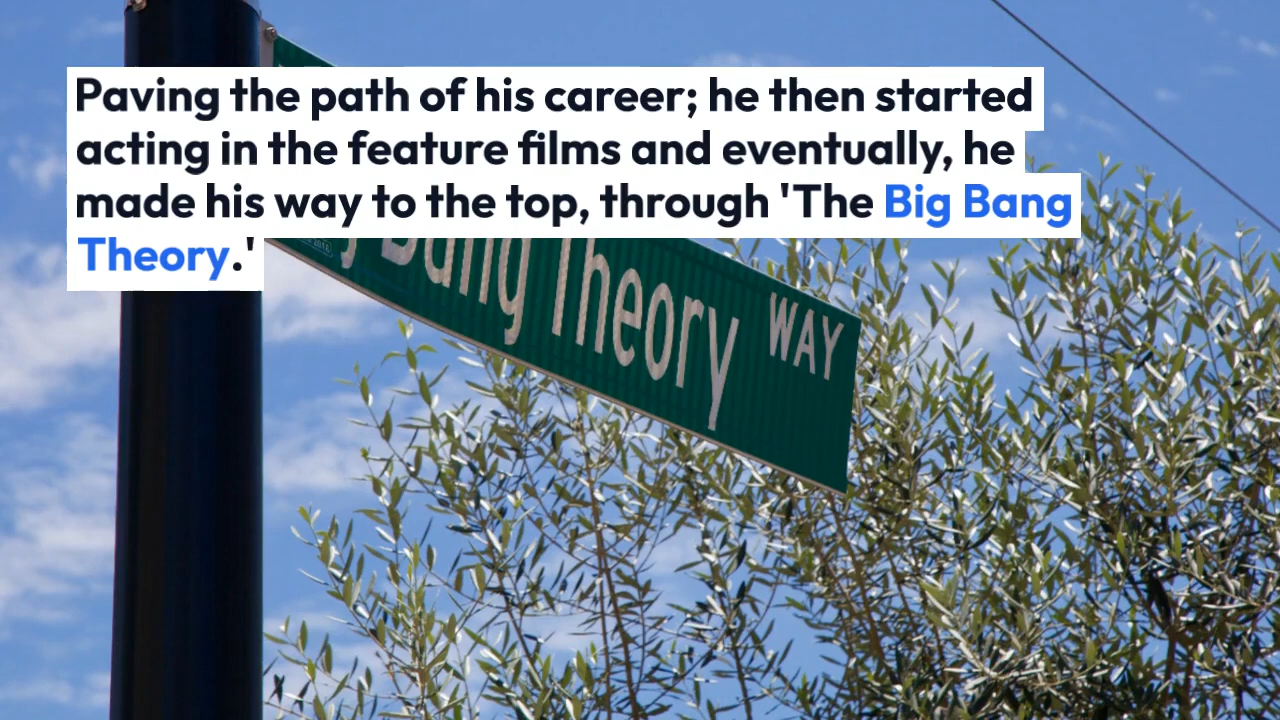 Paving the path of his career; he then started
acting in the feature films and eventually, he
made his way to the top, through 'The Big Bang
Theory.'
Bang Theory WAY